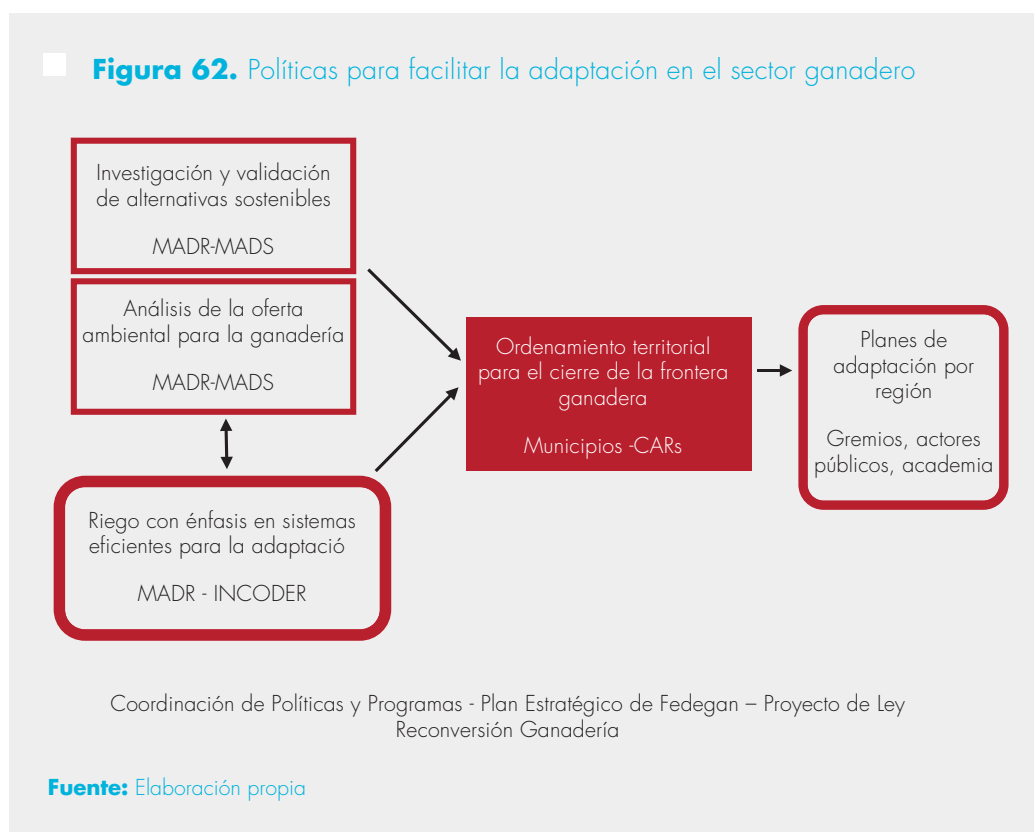 Figura 62. Políticas para facilitar la adaptación en el sector ganadero
Investigación y validación
de alternativas sostenibles
MADR-MADS
Análisis de la oferta
ambiental para la ganadería
MADR-MADS
Riego con énfasis en sistemas
eficientes para la adaptació
MADR - INCODER
Ordenamiento territorial
para el cierre de la frontera
ganadera
Municipios -CARs
Planes de
adaptación por
región
Gremios, actores
públicos, academia
Coordinación de Políticas y Programas - Plan Estratégico de Fedegan – Proyecto de Ley
Reconversión Ganadería
Fuente: Elaboración propia